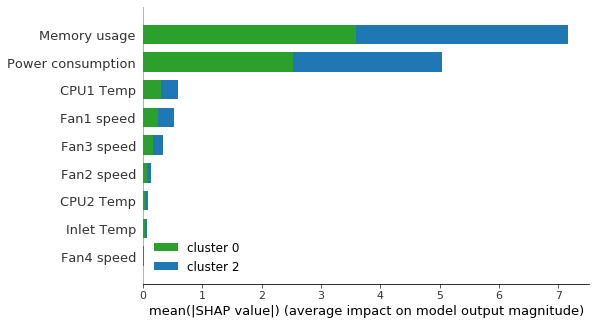 Memory usage
Power consumption
CPU1 Temp
Fan1 speed
Fan3 speed
Fan2 speed
CPU2 Temp
Inlet Temp
Fan4 speed
cluster 0
cluster 2
0 1 2 3 4 5 6 7
mean(|SHAP value|) (average impact on model output magnitude)